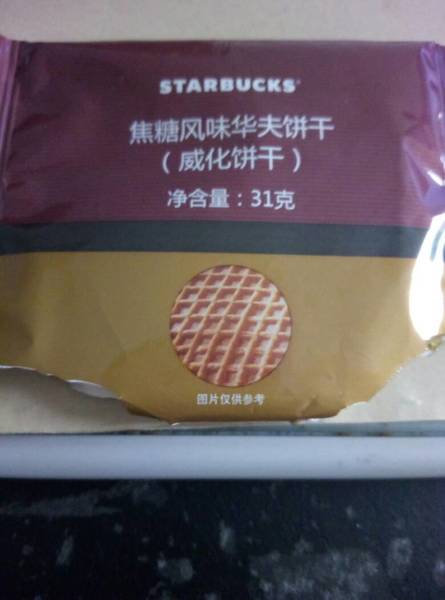 STARBUCKS
焦糖风味华夫饼干
（威化饼干）
净含量：31克
图片仅供参考